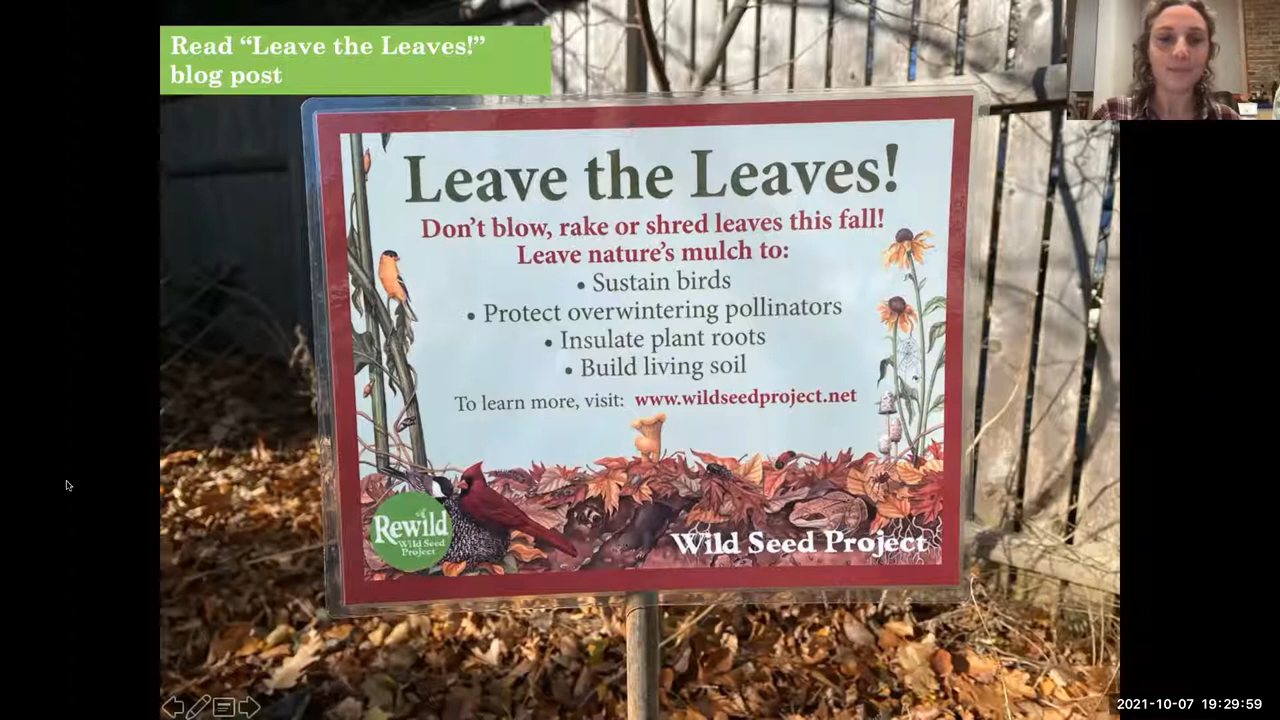 Read “Leave the Leaves!”
blog post
Leave the Leaves!
Don’t blow, rake or shred leaves this fall!
Leave nature’s mulch to:
• Sustain birds
• Protect overwintering pollinators
• Insulate plant roots
• Build living soil
To learn more, visit: www.wildseedproject.net
Rewild
Wild Seed
Project
Wild Seed Project
2021-10-07 19:29:59